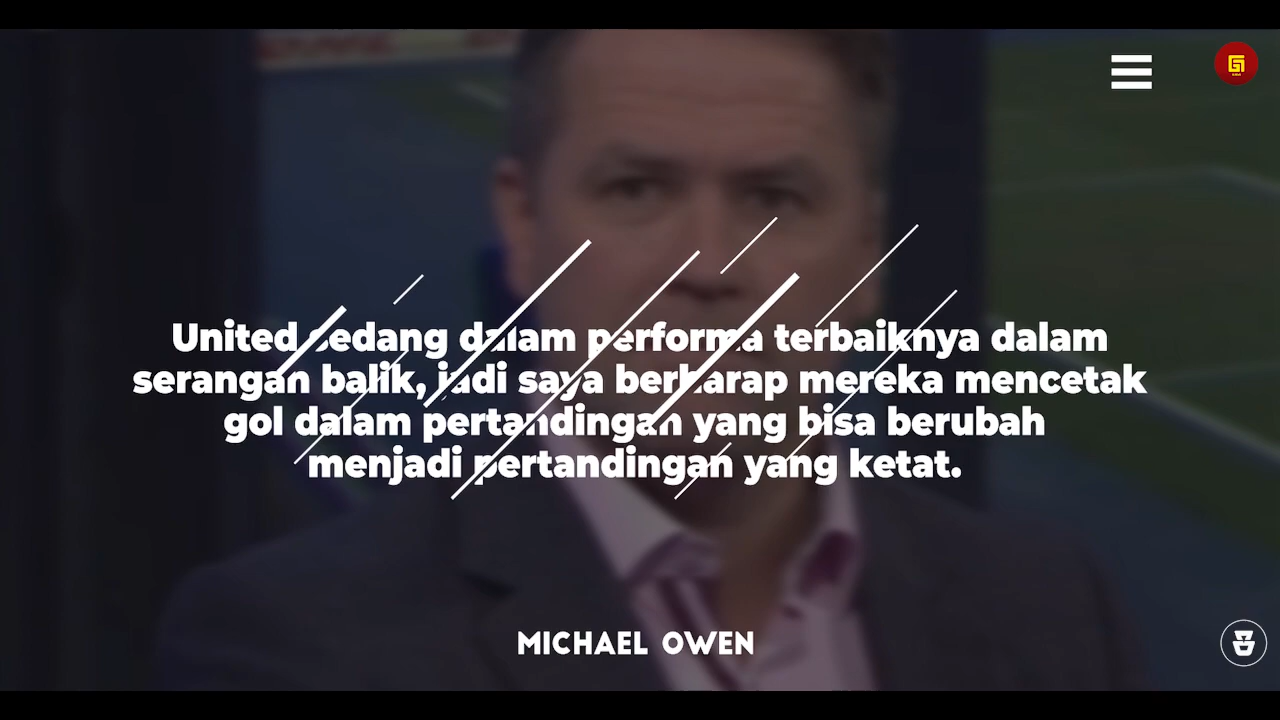 United sedang dalam performa terbaiknya dalam
serangan balik, jadi saya berharap mereka mencetak
gol dalam pertandingan yang bisa berubah
menjadi pertandingan yang ketat.
MICHAEL OWEN